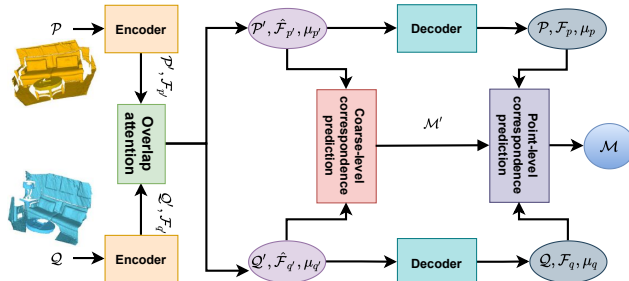 𝒫
Encoder
𝒫′, ℱ_{p′}
Overlap
attention
𝒬′, ℱ_{q′}
𝒬
Encoder
𝒫′, ℱ̂_{p′}, μ_{p′}
Decoder
𝒫, ℱ_p, μ_p
Coarse-level
correspondence
prediction
ℳ′
Point-level
correspondence
prediction
ℳ
𝒬′, ℱ̂_{q′}, μ_{q′}
Decoder
𝒬, ℱ_q, μ_q